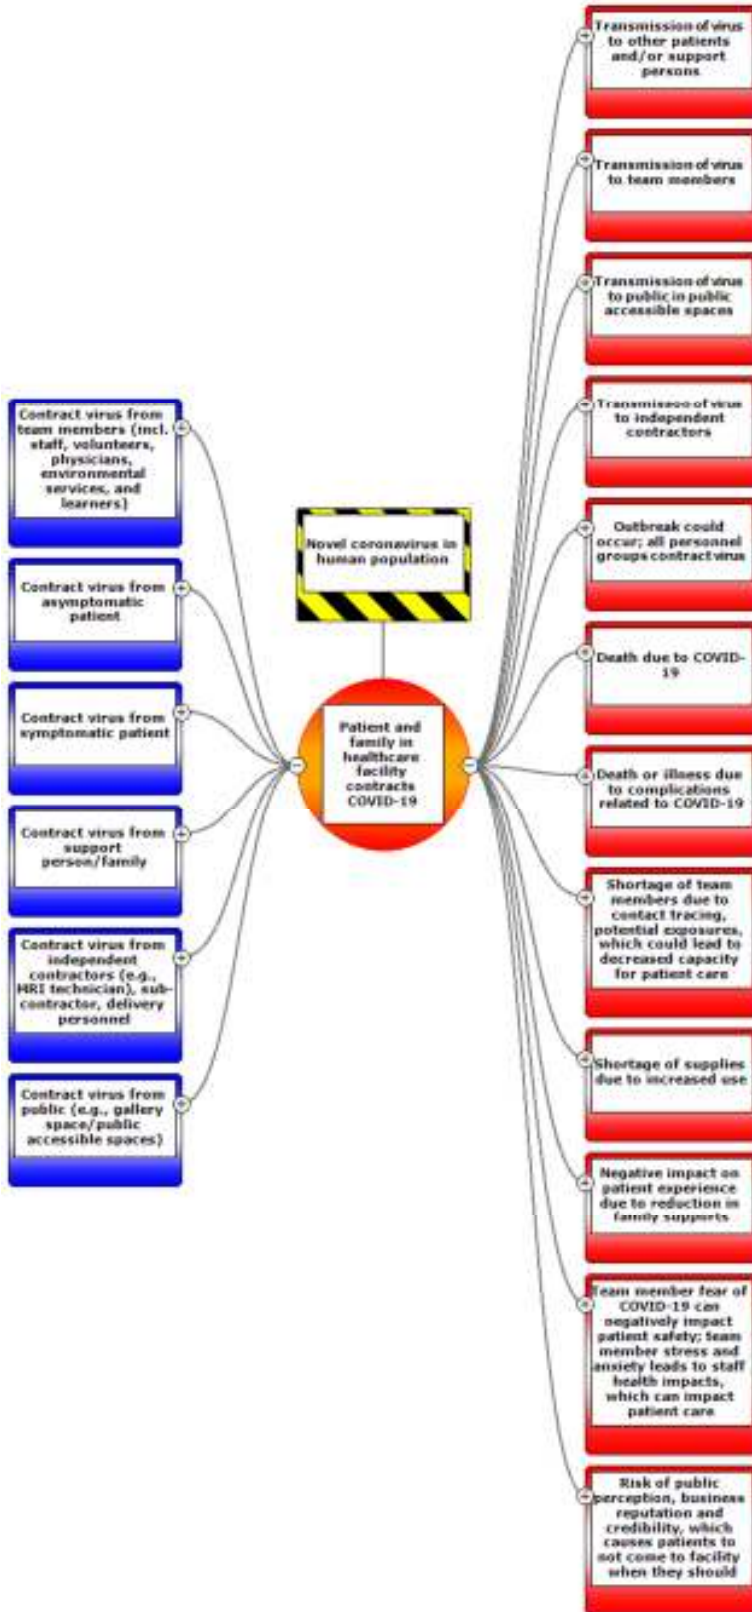 Contract virus from
team members (incl.
staff, volunteers,
physicians,
environmental
services, and
learners)
Contract virus from
asymptomatic
patient
Contract virus from
symptomatic patient
Contract virus from
support
person/family
Contract virus from
independent
contractors (e.g.,
MRI technician), sub-
contractor, delivery
personnel
Contract virus from
public (e.g., gallery
space/public
accessible spaces)
Novel coronavirus in
human population
Patient and
family in
healthcare
facility
contracts
COVID-19
Transmission of virus
to other patients
and/or support
persons
Transmission of virus
to team members
Transmission of virus
to public in public
accessible spaces
of virus
to independent
contractors
Outbreak could
occur; all personnel
groups contract virus
Death due to COVID-
19
Death or illness due
to complications
related to COVID-19
Shortage of team
members due to
contact tracing,
potential exposures,
which could lead to
decreased capacity
for patient care
Shortage of supplies
due to increased use
Negative impact on
patient experience
due to reduction in
family supports
Team member fear of
COVID-19 can
negatively impact
patient safety; team
member stress and
anxiety leads to staff
health impacts,
which can impact
patient care
Risk of public
perception, business
reputation and
credibility, which
causes patients to
not come to facility
when they should